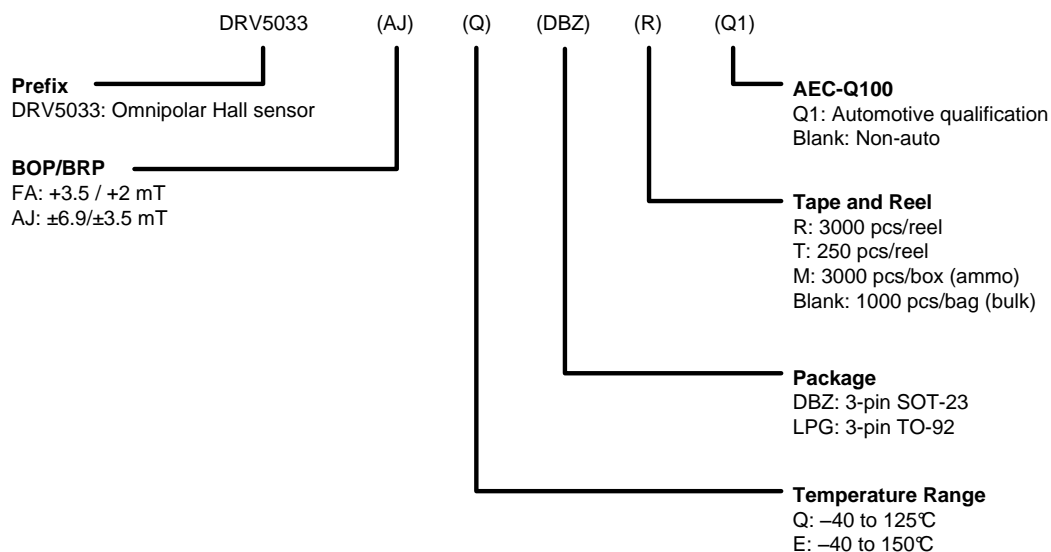 DRV5033 (AJ) (Q) (DBZ) (R) (Q1)
Prefix
DRV5033: Omnipolar Hall sensor
BOP/BRP
FA: +3.5 / +2 mT
AJ: ±6.9/±3.5 mT
AEC-Q100
Q1: Automotive qualification
Blank: Non-auto
Tape and Reel
R: 3000 pcs/reel
T: 250 pcs/reel
M: 3000 pcs/box (ammo)
Blank: 1000 pcs/bag (bulk)
Package
DBZ: 3-pin SOT-23
LPG: 3-pin TO-92
Temperature Range
Q: –40 to 125°C
E: –40 to 150°C